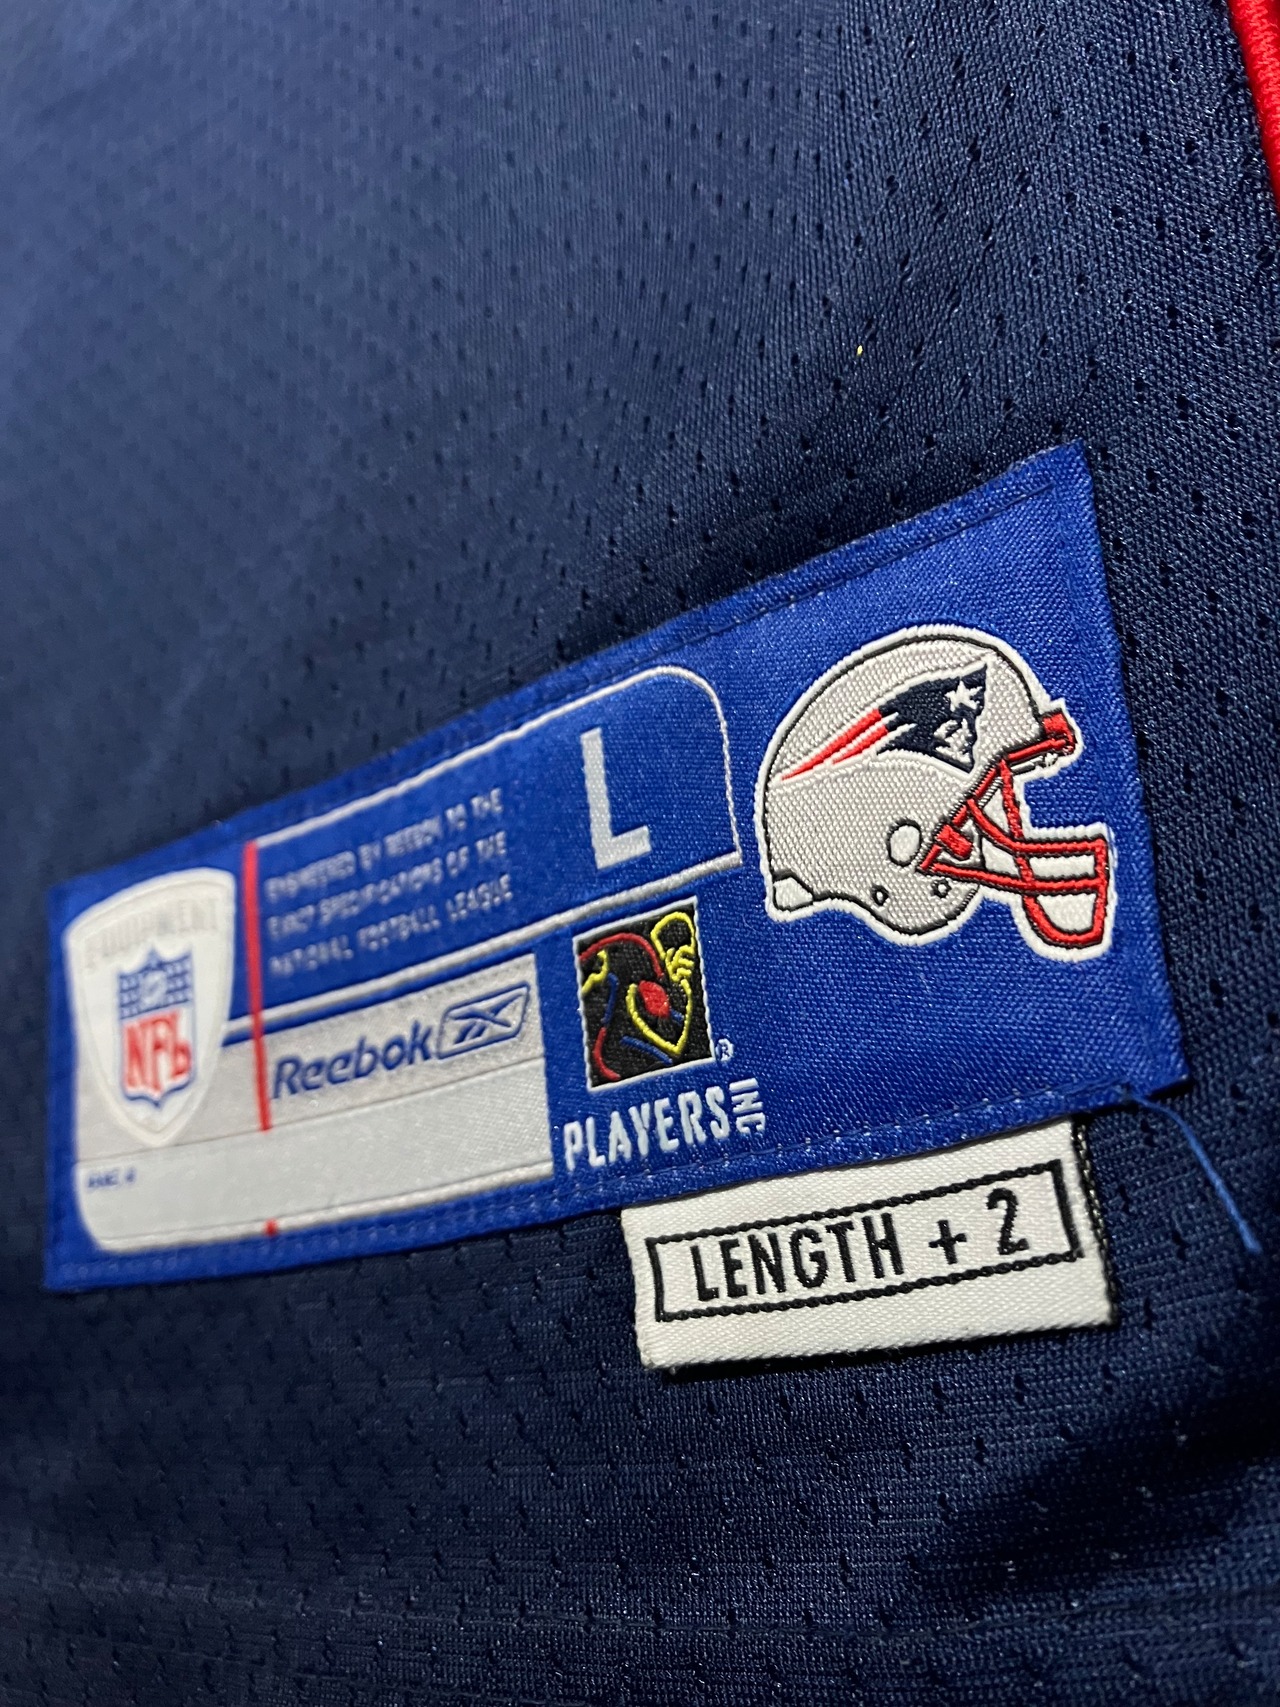 EQUIPMENT
NFL
ENGINEERED BY REEBOK TO THE
EXACT SPECIFICATIONS OF THE
NATIONAL FOOTBALL LEAGUE
L
Reebok
®
PLAYERS INC
LENGTH + 2